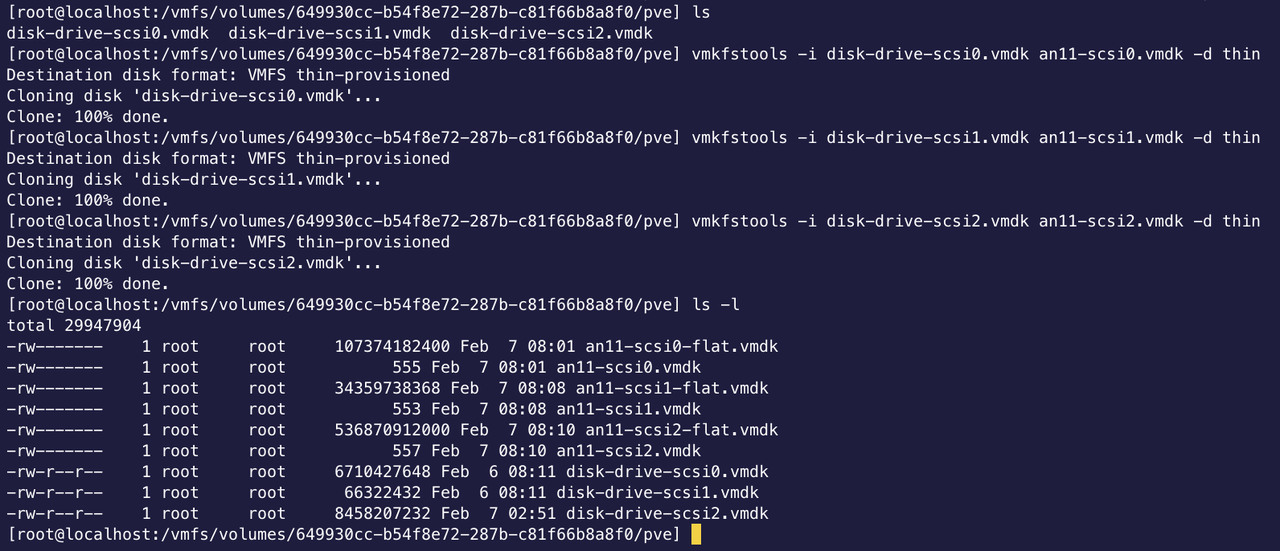 [root@localhost:/vmfs/volumes/649930cc-b54f8e72-287b-c81f66b8a8f0/pve] ls
disk-drive-scsi0.vmdk  disk-drive-scsi1.vmdk  disk-drive-scsi2.vmdk
[root@localhost:/vmfs/volumes/649930cc-b54f8e72-287b-c81f66b8a8f0/pve] vmkfstools -i disk-drive-scsi0.vmdk an11-scsi0.vmdk -d thin
Destination disk format: VMFS thin-provisioned
Cloning disk 'disk-drive-scsi0.vmdk'...
Clone: 100% done.
[root@localhost:/vmfs/volumes/649930cc-b54f8e72-287b-c81f66b8a8f0/pve] vmkfstools -i disk-drive-scsi1.vmdk an11-scsi1.vmdk -d thin
Destination disk format: VMFS thin-provisioned
Cloning disk 'disk-drive-scsi1.vmdk'...
Clone: 100% done.
[root@localhost:/vmfs/volumes/649930cc-b54f8e72-287b-c81f66b8a8f0/pve] vmkfstools -i disk-drive-scsi2.vmdk an11-scsi2.vmdk -d thin
Destination disk format: VMFS thin-provisioned
Cloning disk 'disk-drive-scsi2.vmdk'...
Clone: 100% done.
[root@localhost:/vmfs/volumes/649930cc-b54f8e72-287b-c81f66b8a8f0/pve] ls -l
total 29947904
-rw-------    1 root     root     107374182400 Feb  7 08:01 an11-scsi0-flat.vmdk
-rw-------    1 root     root           555 Feb  7 08:01 an11-scsi0.vmdk
-rw-------    1 root     root     34359738368 Feb  7 08:08 an11-scsi1-flat.vmdk
-rw-------    1 root     root           553 Feb  7 08:08 an11-scsi1.vmdk
-rw-------    1 root     root     536870912000 Feb  7 08:10 an11-scsi2-flat.vmdk
-rw-------    1 root     root           557 Feb  7 08:10 an11-scsi2.vmdk
-rw-r--r--    1 root     root     6710427648 Feb  6 08:11 disk-drive-scsi0.vmdk
-rw-r--r--    1 root     root      66322432 Feb  6 08:11 disk-drive-scsi1.vmdk
-rw-r--r--    1 root     root     8458207232 Feb  7 02:51 disk-drive-scsi2.vmdk
[root@localhost:/vmfs/volumes/649930cc-b54f8e72-287b-c81f66b8a8f0/pve]